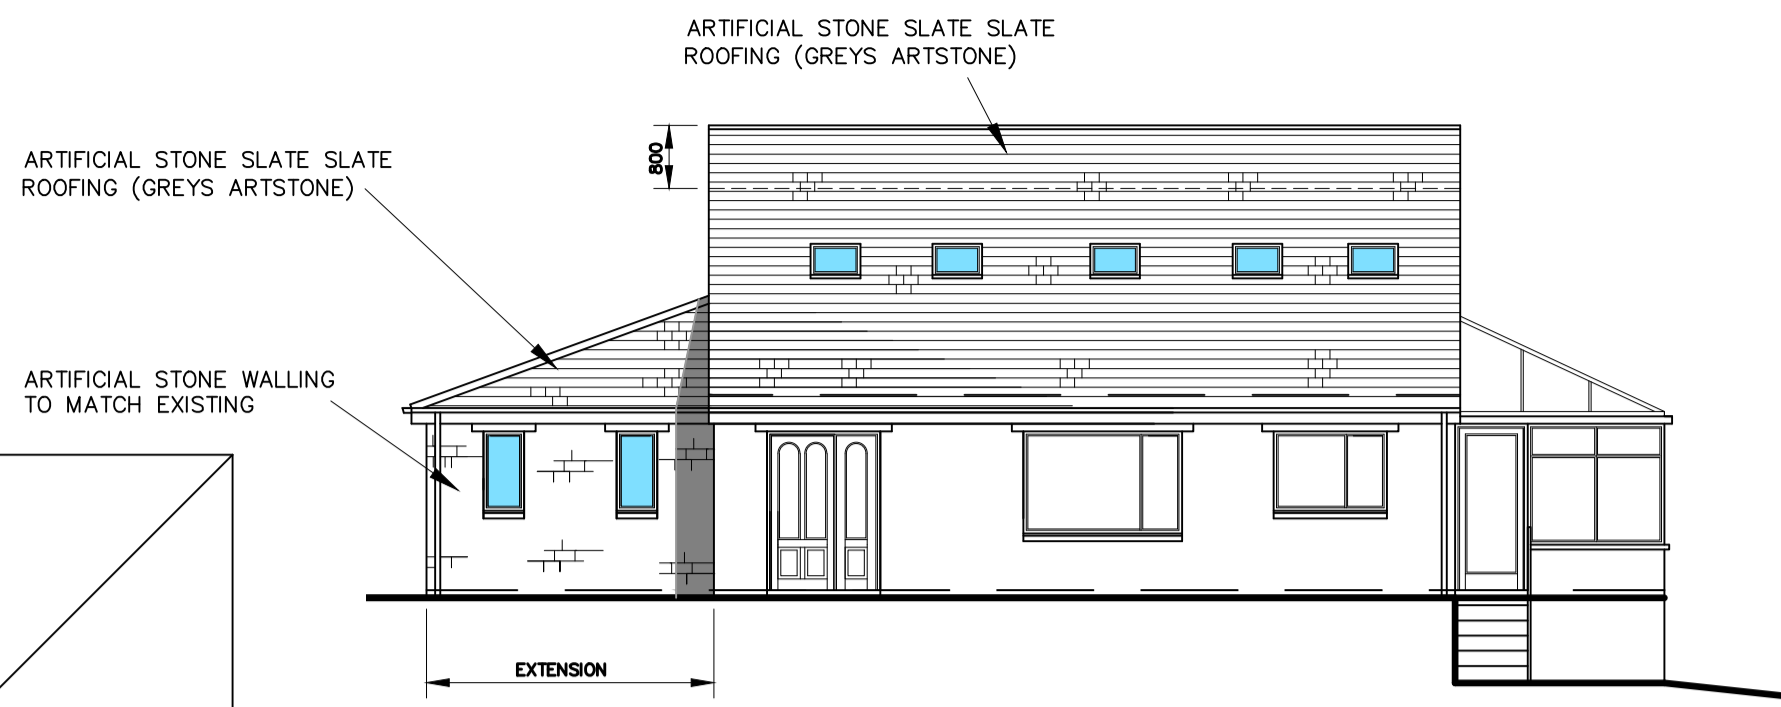 ARTIFICIAL STONE SLATE SLATE
ROOFING (GREYS ARTSTONE)
800
ARTIFICIAL STONE SLATE SLATE
ROOFING (GREYS ARTSTONE)
ARTIFICIAL STONE WALLING
TO MATCH EXISTING
EXTENSION